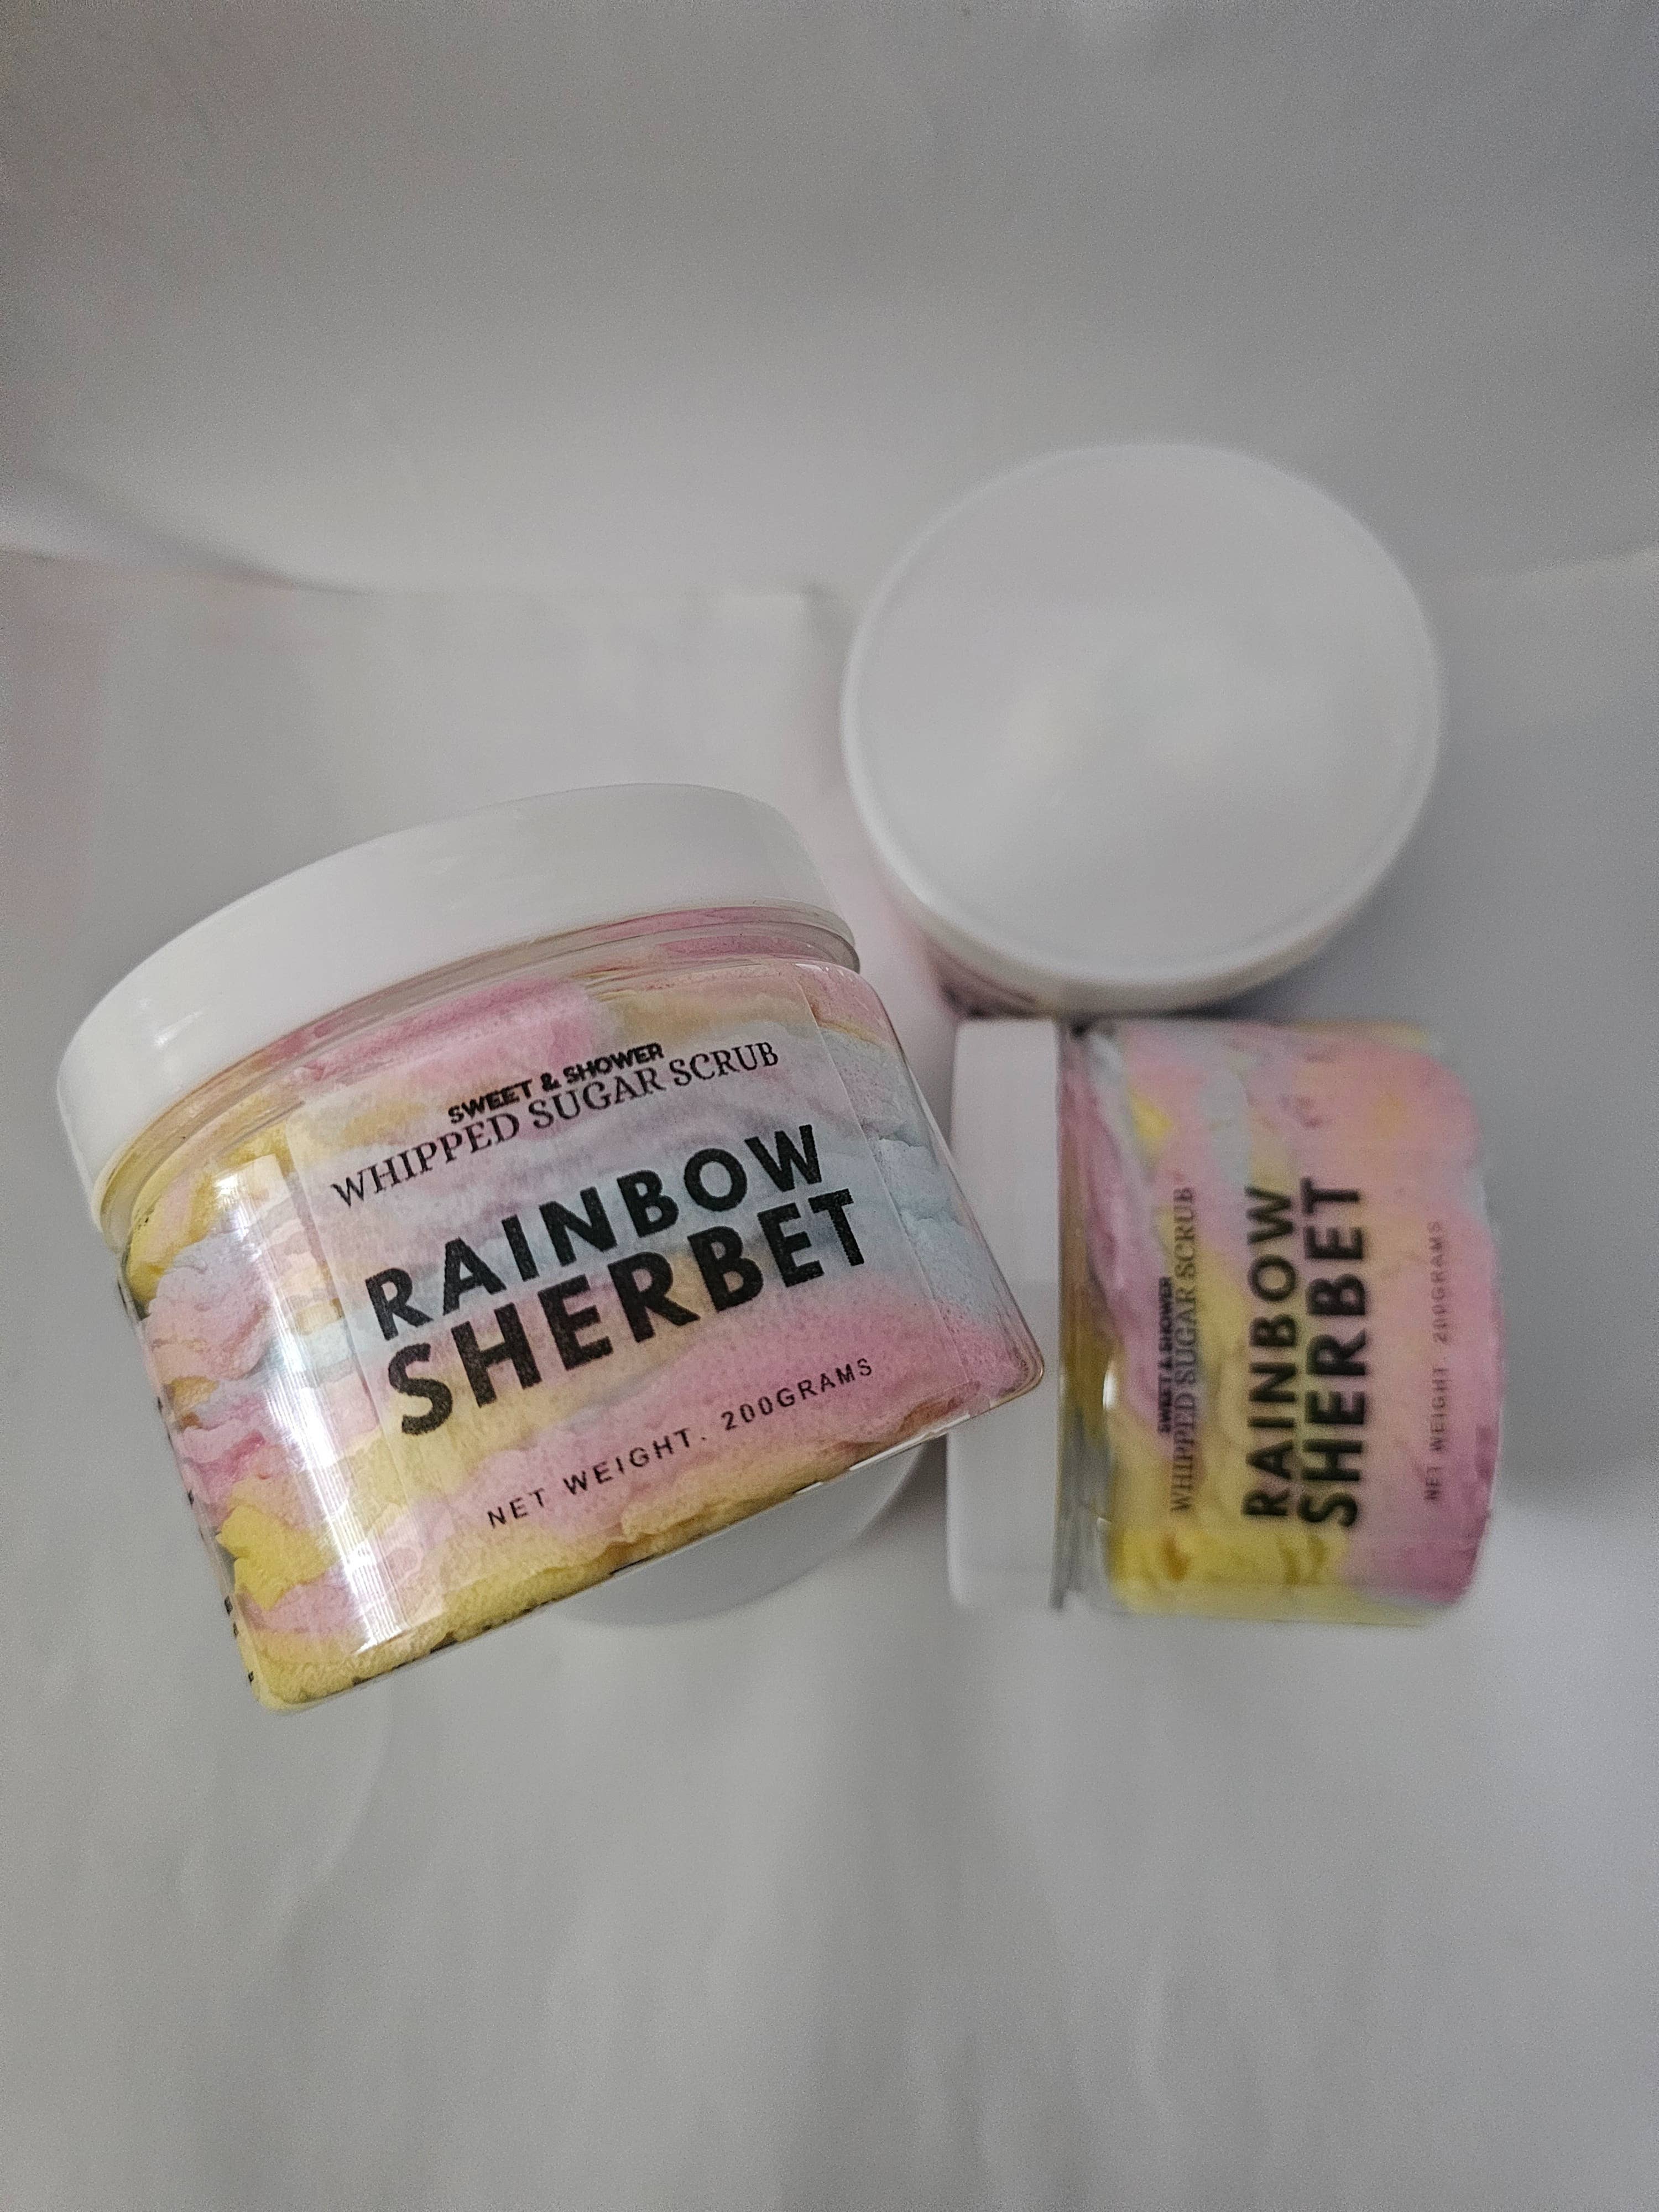 SWEET & SHOWER
WHIPPED SUGAR SCRUB
RAINBOW
SHERBET
NET WEIGHT. 200GRAMS
SWEET & SHOWER
WHIPPED SUGAR SCRUB
RAINBOW
SHERBET
NET WEIGHT. 200GRAMS